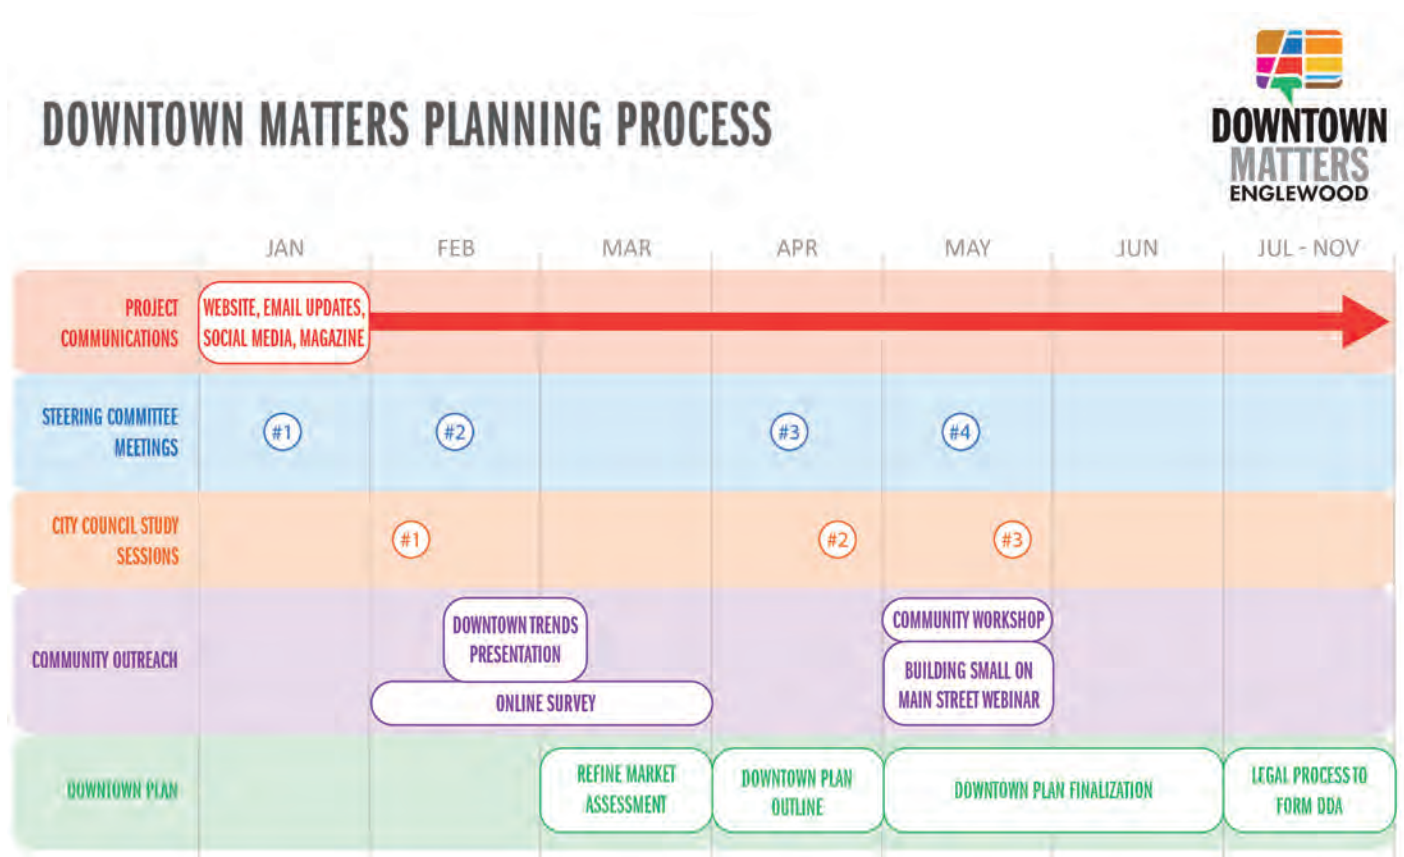 DOWNTOWN MATTERS PLANNING PROCESS
DOWNTOWN
MATTERS
ENGLEWOOD
JAN FEB MAR APR MAY JUN JUL - NOV
PROJECT
COMMUNICATIONS
WEBSITE, EMAIL UPDATES,
SOCIAL MEDIA, MAGAZINE
STEERING COMMITTEE
MEETINGS
#1 #2 #3 #4
CITY COUNCIL STUDY
SESSIONS
#1 #2 #3
COMMUNITY OUTREACH
DOWNTOWN TRENDS
PRESENTATION
ONLINE SURVEY
COMMUNITY WORKSHOP
BUILDING SMALL ON
MAIN STREET WEBINAR
DOWNTOWN PLAN
REFINE MARKET
ASSESSMENT
DOWNTOWN PLAN
OUTLINE
DOWNTOWN PLAN FINALIZATION
LEGAL PROCESS TO
FORM DDA